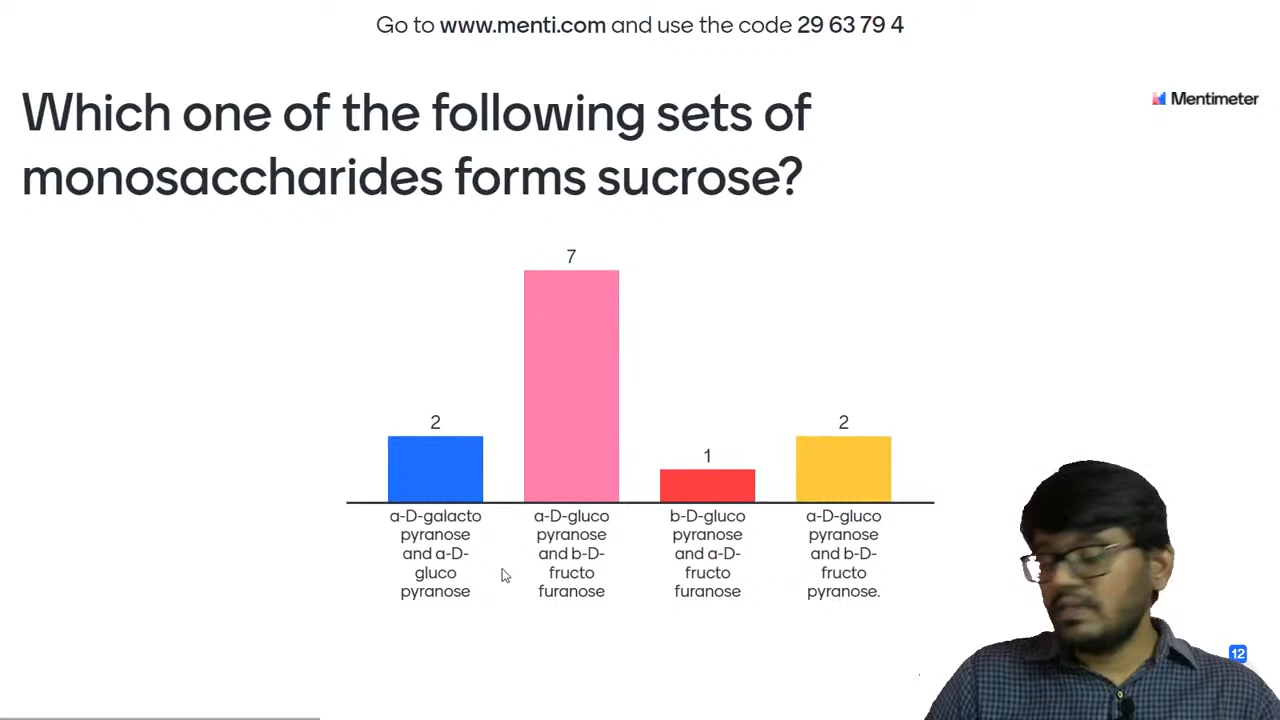 Go to www.menti.com and use the code 29 63 79 4
Which one of the following sets of
monosaccharides forms sucrose?
Mentimeter
7
2
1
2
a-D-galacto
pyranose
and a-D-
gluco
pyranose
a-D-gluco
pyranose
and b-D-
fructo
furanose
b-D-gluco
pyranose
and a-D-
fructo
furanose
a-D-gluco
pyranose
and b-D-
fructo
pyranose.
12